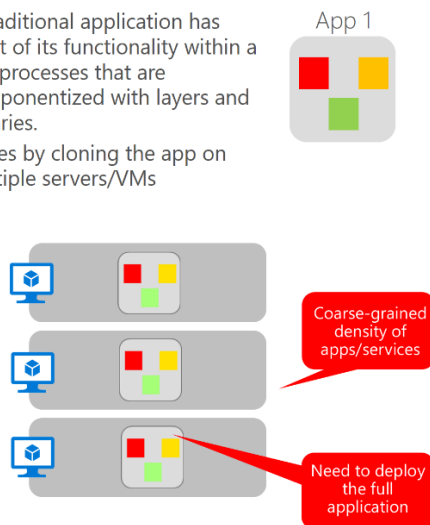 aditional application has
t of its functionality within a
processes that are
ponentized with layers and
aries.
es by cloning the app on
tiple servers/VMs
App 1
Coarse-grained
density of
apps/services
Need to deploy
the full
application